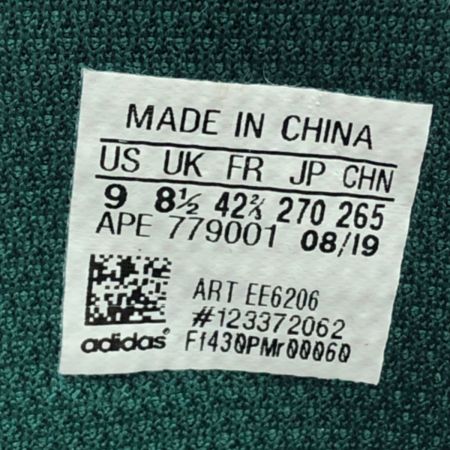 MADE IN CHINA
US UK FR JP CHN
9 8½ 42⅔ 270 265
APE 779001 08/19
ART EE6206
#123372062
adidas® F1430PMr00060